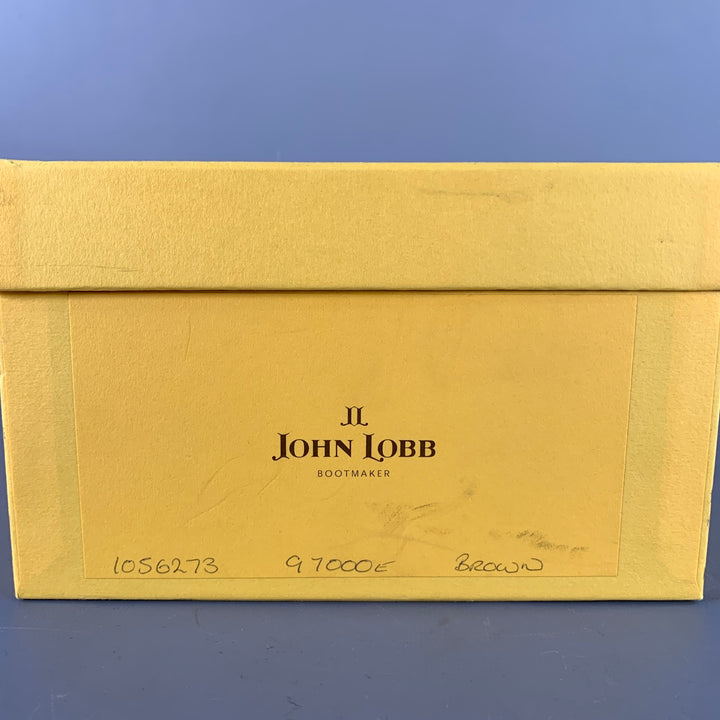 JL
JOHN LOBB
BOOTMAKER
1056273 97000E BROWN